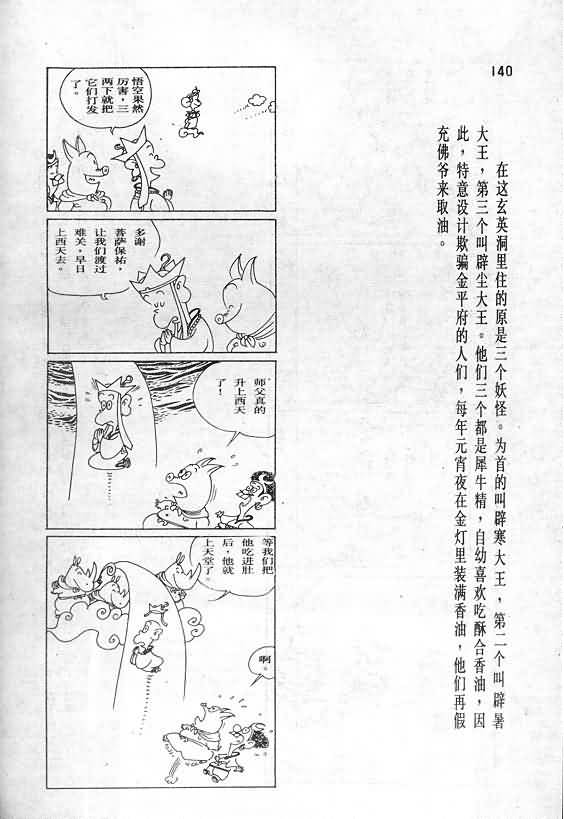 140
在这玄英洞里住的原是三个妖怪。为首的叫辟寒大王，第二个叫辟暑
大王，第三个叫辟尘大王。他们三个都是犀牛精，自幼喜欢吃酥合香油，因
此，特意设计欺骗金平府的人们，每年元宵夜在金灯里装满香油，他们再假
充佛爷来取油。
悟空果然
厉害，三
两下就把
它们打发
了。
多谢
菩萨保祐，
让我们渡过
难关，早日
上西天去。
师父真的
升上西天
了！
等我们把
他吃进肚
后，他就
上天堂了。
啊。